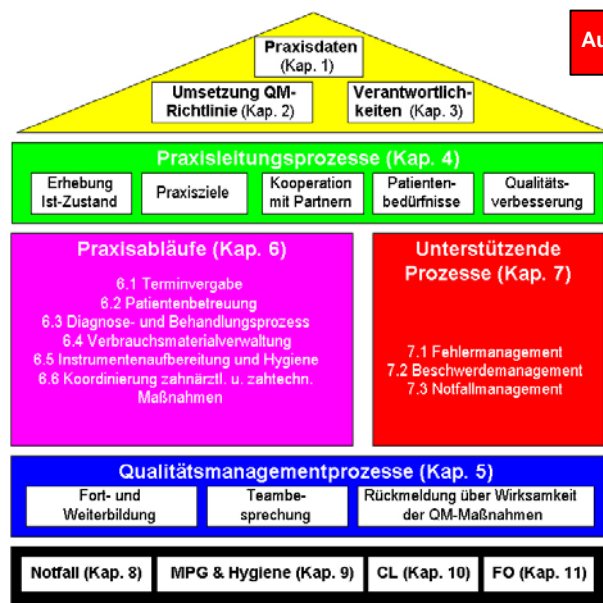 Praxisdaten
(Kap. 1)
Umsetzung QM-
Richtlinie (Kap. 2)
Verantwortlich-
keiten (Kap. 3)
Au
Praxisleitungsprozesse (Kap. 4)
Erhebung
Ist-Zustand
Praxisziele
Kooperation
mit Partnern
Patienten-
bedürfnisse
Qualitäts-
verbesserung
Praxisabläufe (Kap. 6)
6.1 Terminvergabe
6.2 Patientenbetreuung
6.3 Diagnose- und Behandlungsprozess
6.4 Verbrauchsmaterialverwaltung
6.5 Instrumentenaufbereitung und Hygiene
6.6 Koordinierung zahnärztl. u. zahtechn.
Maßnahmen
Unterstützende
Prozesse (Kap. 7)
7.1 Fehlermanagement
7.2 Beschwerdemanagement
7.3 Notfallmanagement
Qualitätsmanagementprozesse (Kap. 5)
Fort- und
Weiterbildung
Teambe-
sprechung
Rückmeldung über Wirksamkeit
der QM-Maßnahmen
Notfall (Kap. 8)
MPG & Hygiene (Kap. 9)
CL (Kap. 10)
FO (Kap. 11)